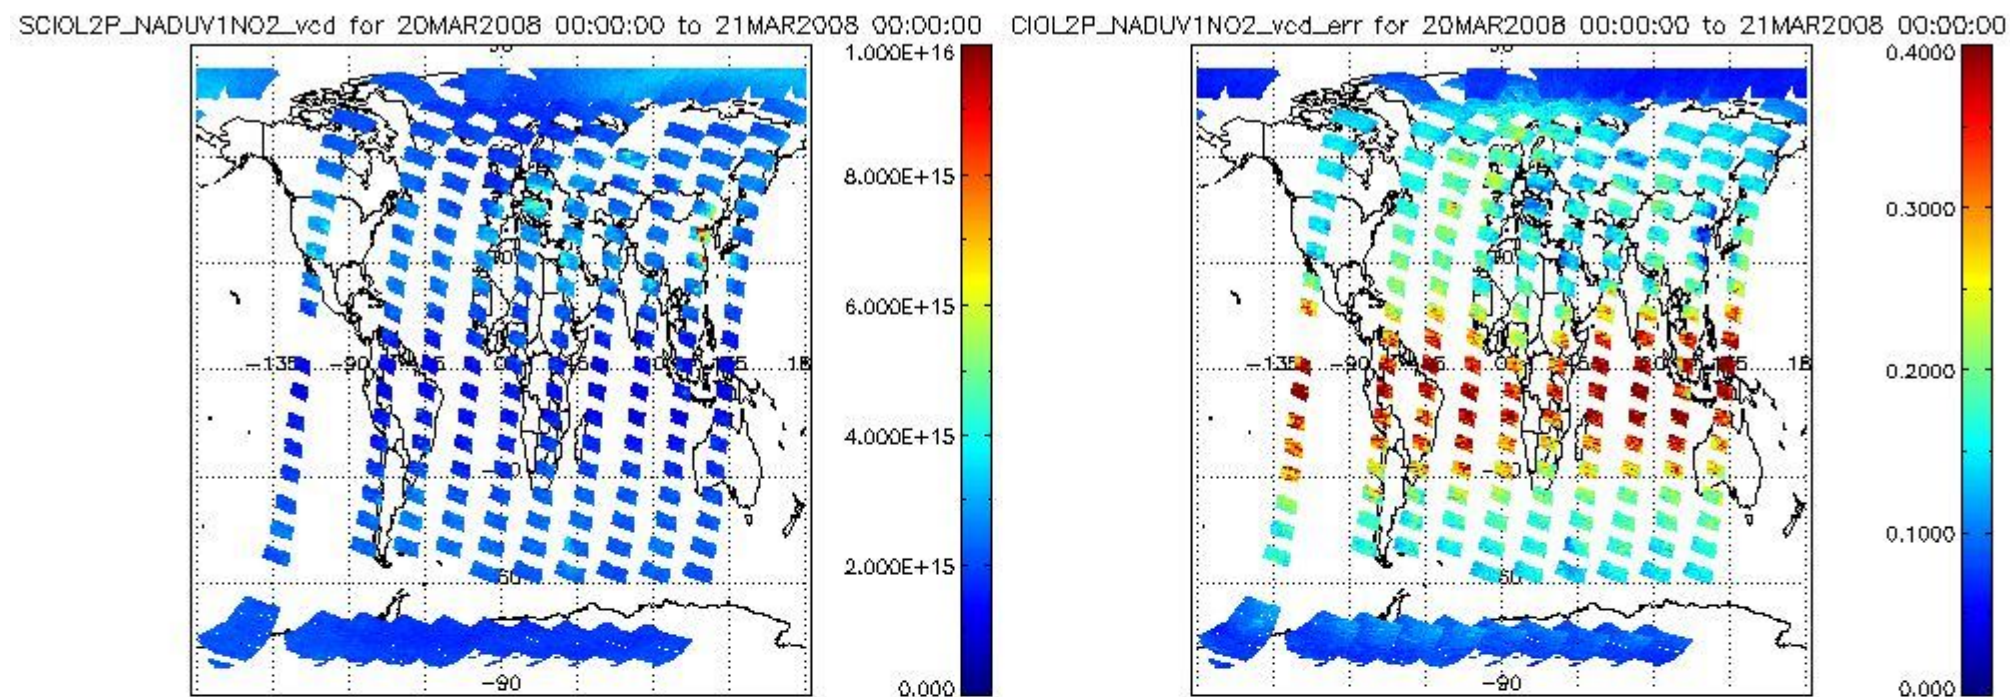 SCIOL2P_NADUV1NO2_vcd for 20MAR2008 00:00:00 to 21MAR2008 00:00:00
1.000E+16
8.000E+15
6.000E+15
-135 -90
4.000E+15
2.000E+15
-90
0.000
CIOL2P_NADUV1NO2_vcd_err for 20MAR2008 00:00:00 to 21MAR2008 00:00:00
0.4000
0.3000
0.2000
-135 -90
0.1000
-90
0.000